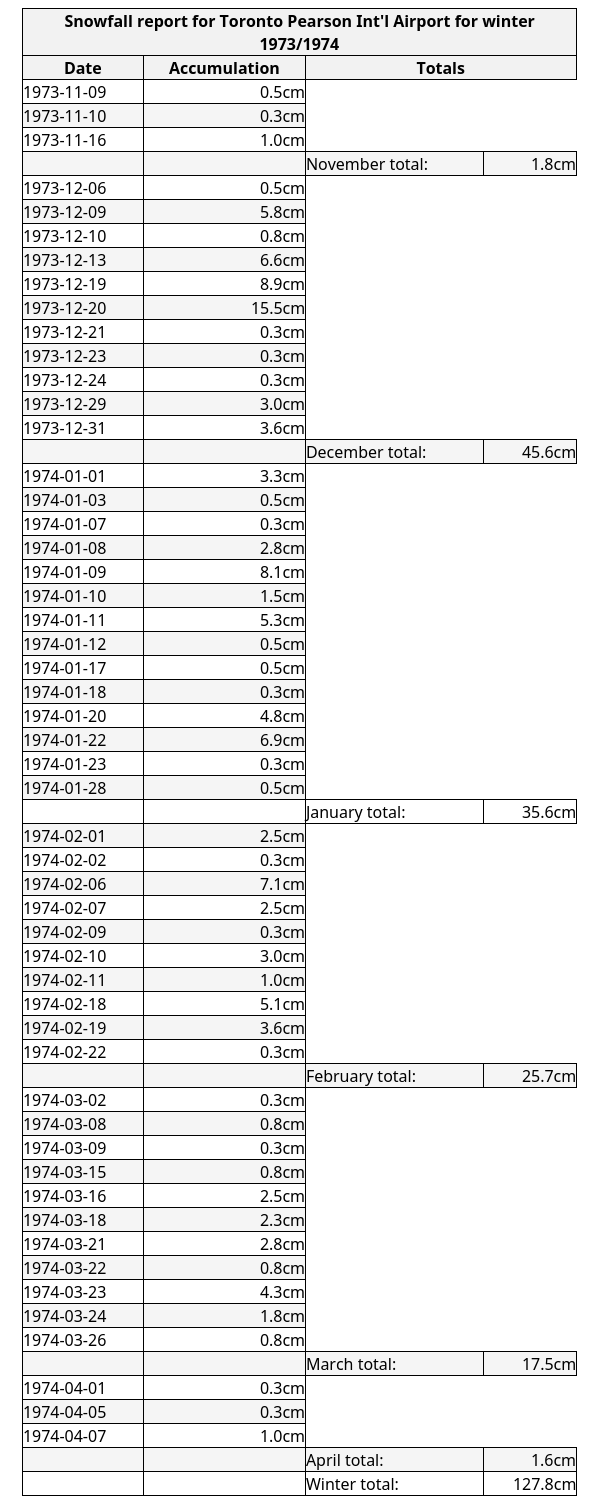 Snowfall report for Toronto Pearson Int'l Airport for winter
1973/1974
Date Accumulation Totals
1973-11-09 0.5cm
1973-11-10 0.3cm
1973-11-16 1.0cm
November total: 1.8cm
1973-12-06 0.5cm
1973-12-09 5.8cm
1973-12-10 0.8cm
1973-12-13 6.6cm
1973-12-19 8.9cm
1973-12-20 15.5cm
1973-12-21 0.3cm
1973-12-23 0.3cm
1973-12-24 0.3cm
1973-12-29 3.0cm
1973-12-31 3.6cm
December total: 45.6cm
1974-01-01 3.3cm
1974-01-03 0.5cm
1974-01-07 0.3cm
1974-01-08 2.8cm
1974-01-09 8.1cm
1974-01-10 1.5cm
1974-01-11 5.3cm
1974-01-12 0.5cm
1974-01-17 0.5cm
1974-01-18 0.3cm
1974-01-20 4.8cm
1974-01-22 6.9cm
1974-01-23 0.3cm
1974-01-28 0.5cm
January total: 35.6cm
1974-02-01 2.5cm
1974-02-02 0.3cm
1974-02-06 7.1cm
1974-02-07 2.5cm
1974-02-09 0.3cm
1974-02-10 3.0cm
1974-02-11 1.0cm
1974-02-18 5.1cm
1974-02-19 3.6cm
1974-02-22 0.3cm
February total: 25.7cm
1974-03-02 0.3cm
1974-03-08 0.8cm
1974-03-09 0.3cm
1974-03-15 0.8cm
1974-03-16 2.5cm
1974-03-18 2.3cm
1974-03-21 2.8cm
1974-03-22 0.8cm
1974-03-23 4.3cm
1974-03-24 1.8cm
1974-03-26 0.8cm
March total: 17.5cm
1974-04-01 0.3cm
1974-04-05 0.3cm
1974-04-07 1.0cm
April total: 1.6cm
Winter total: 127.8cm